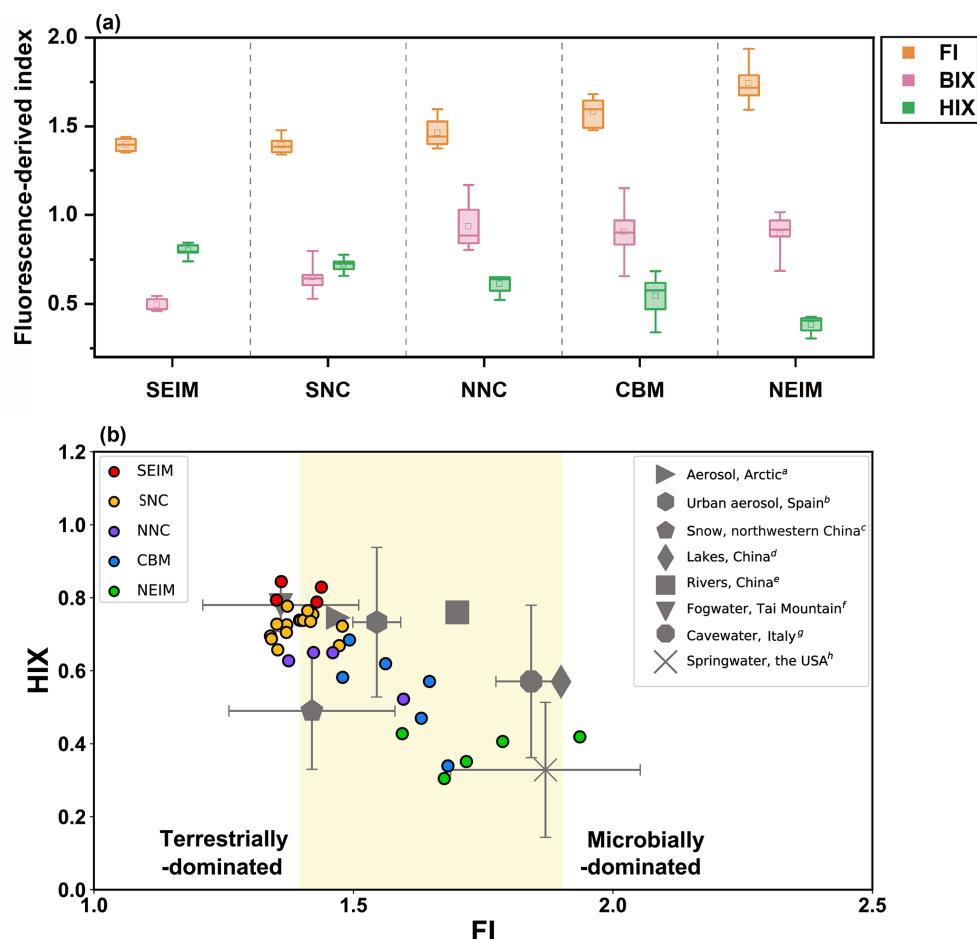 (a)
2.0
1.5
1.0
0.5
Fluorescence-derived index
SEIM SNC NNC CBM NEIM
FI
BIX
HIX
(b)
1.2
1.0
0.8
0.6
0.4
0.2
0.0
HIX
SEIM
SNC
NNC
CBM
NEIM
Aerosol, Arctic^a
Urban aerosol, Spain^b
Snow, northwestern China^c
Lakes, China^d
Rivers, China^e
Fogwater, Tai Mountain^f
Cavewater, Italy^g
Springwater, the USA^h
Terrestrially
-dominated
Microbially
-dominated
1.0 1.5 2.0 2.5
FI